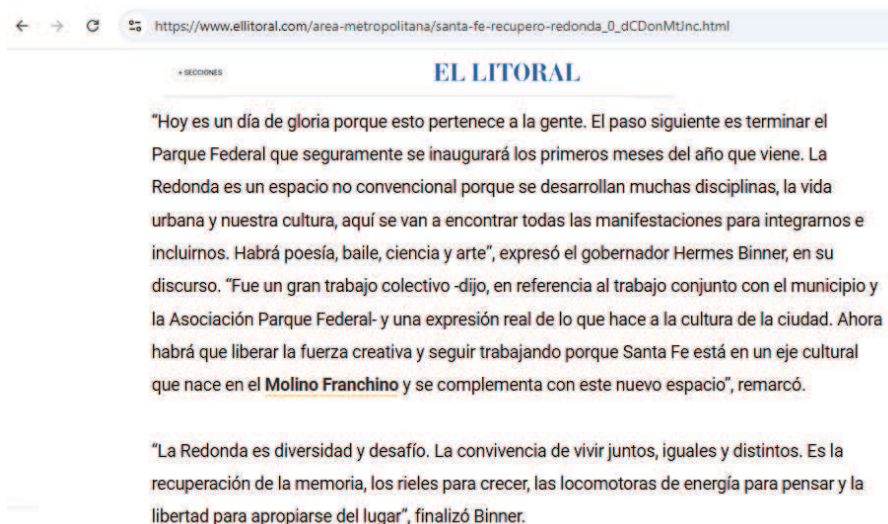 https://www.ellitoral.com/area-metropolitana/santa-fe-recupero-redonda_0_dCDonMtJnc.html
+ SECCIONES
EL LITORAL
“Hoy es un día de gloria porque esto pertenece a la gente. El paso siguiente es terminar el
Parque Federal que seguramente se inaugurará los primeros meses del año que viene. La
Redonda es un espacio no convencional porque se desarrollan muchas disciplinas, la vida
urbana y nuestra cultura, aquí se van a encontrar todas las manifestaciones para integrarnos e
incluirnos. Habrá poesía, baile, ciencia y arte”, expresó el gobernador Hermes Binner, en su
discurso. “Fue un gran trabajo colectivo -dijo, en referencia al trabajo conjunto con el municipio y
la Asociación Parque Federal- y una expresión real de lo que hace a la cultura de la ciudad. Ahora
habrá que liberar la fuerza creativa y seguir trabajando porque Santa Fe está en un eje cultural
que nace en el Molino Franchino y se complementa con este nuevo espacio”, remarcó.
“La Redonda es diversidad y desafío. La convivencia de vivir juntos, iguales y distintos. Es la
recuperación de la memoria, los rieles para crecer, las locomotoras de energía para pensar y la
libertad para apropiarse del lugar”, finalizó Binner.